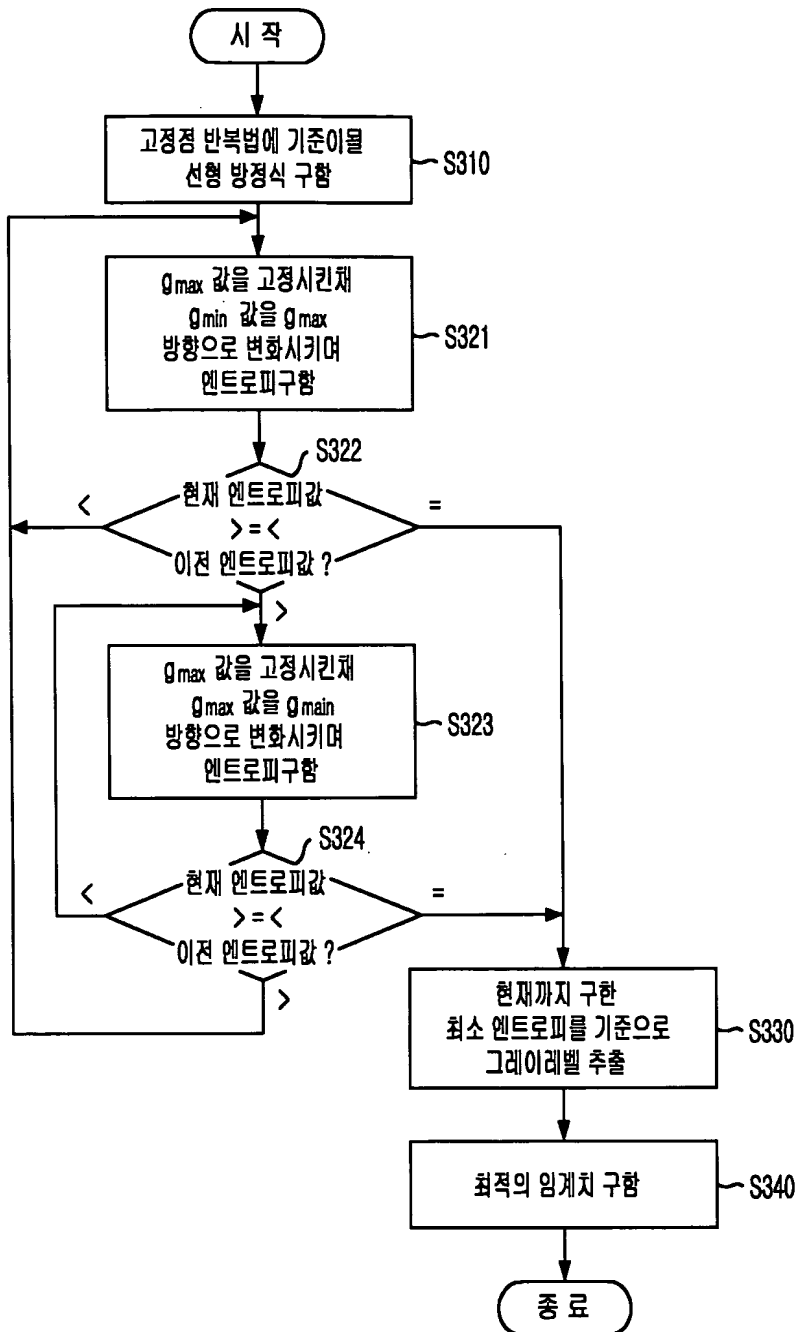 시 작
고정점 반복법에 기준이될
선형 방정식 구함
S310
gmax 값을 고정시킨채
gmin 값을 gmax
방향으로 변화시키며
엔트로피구함
S321
S322
현재 엔트로피값
> = <
이전 엔트로피값 ?
<
=
>
gmax 값을 고정시킨채
gmax 값을 gmain
방향으로 변화시키며
엔트로피구함
S323
S324
현재 엔트로피값
> = <
이전 엔트로피값 ?
<
=
>
현재까지 구한
최소 엔트로피를 기준으로
그레이레벨 추출
S330
최적의 임계치 구함
S340
종 료